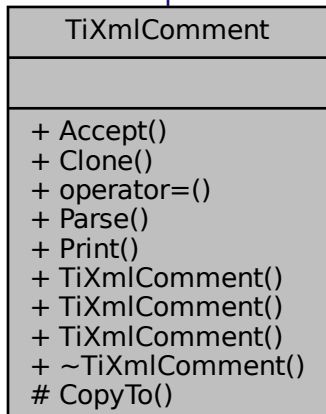 TiXmlComment
+ Accept()
+ Clone()
+ operator=()
+ Parse()
+ Print()
+ TiXmlComment()
+ TiXmlComment()
+ TiXmlComment()
+ ~TiXmlComment()
# CopyTo()